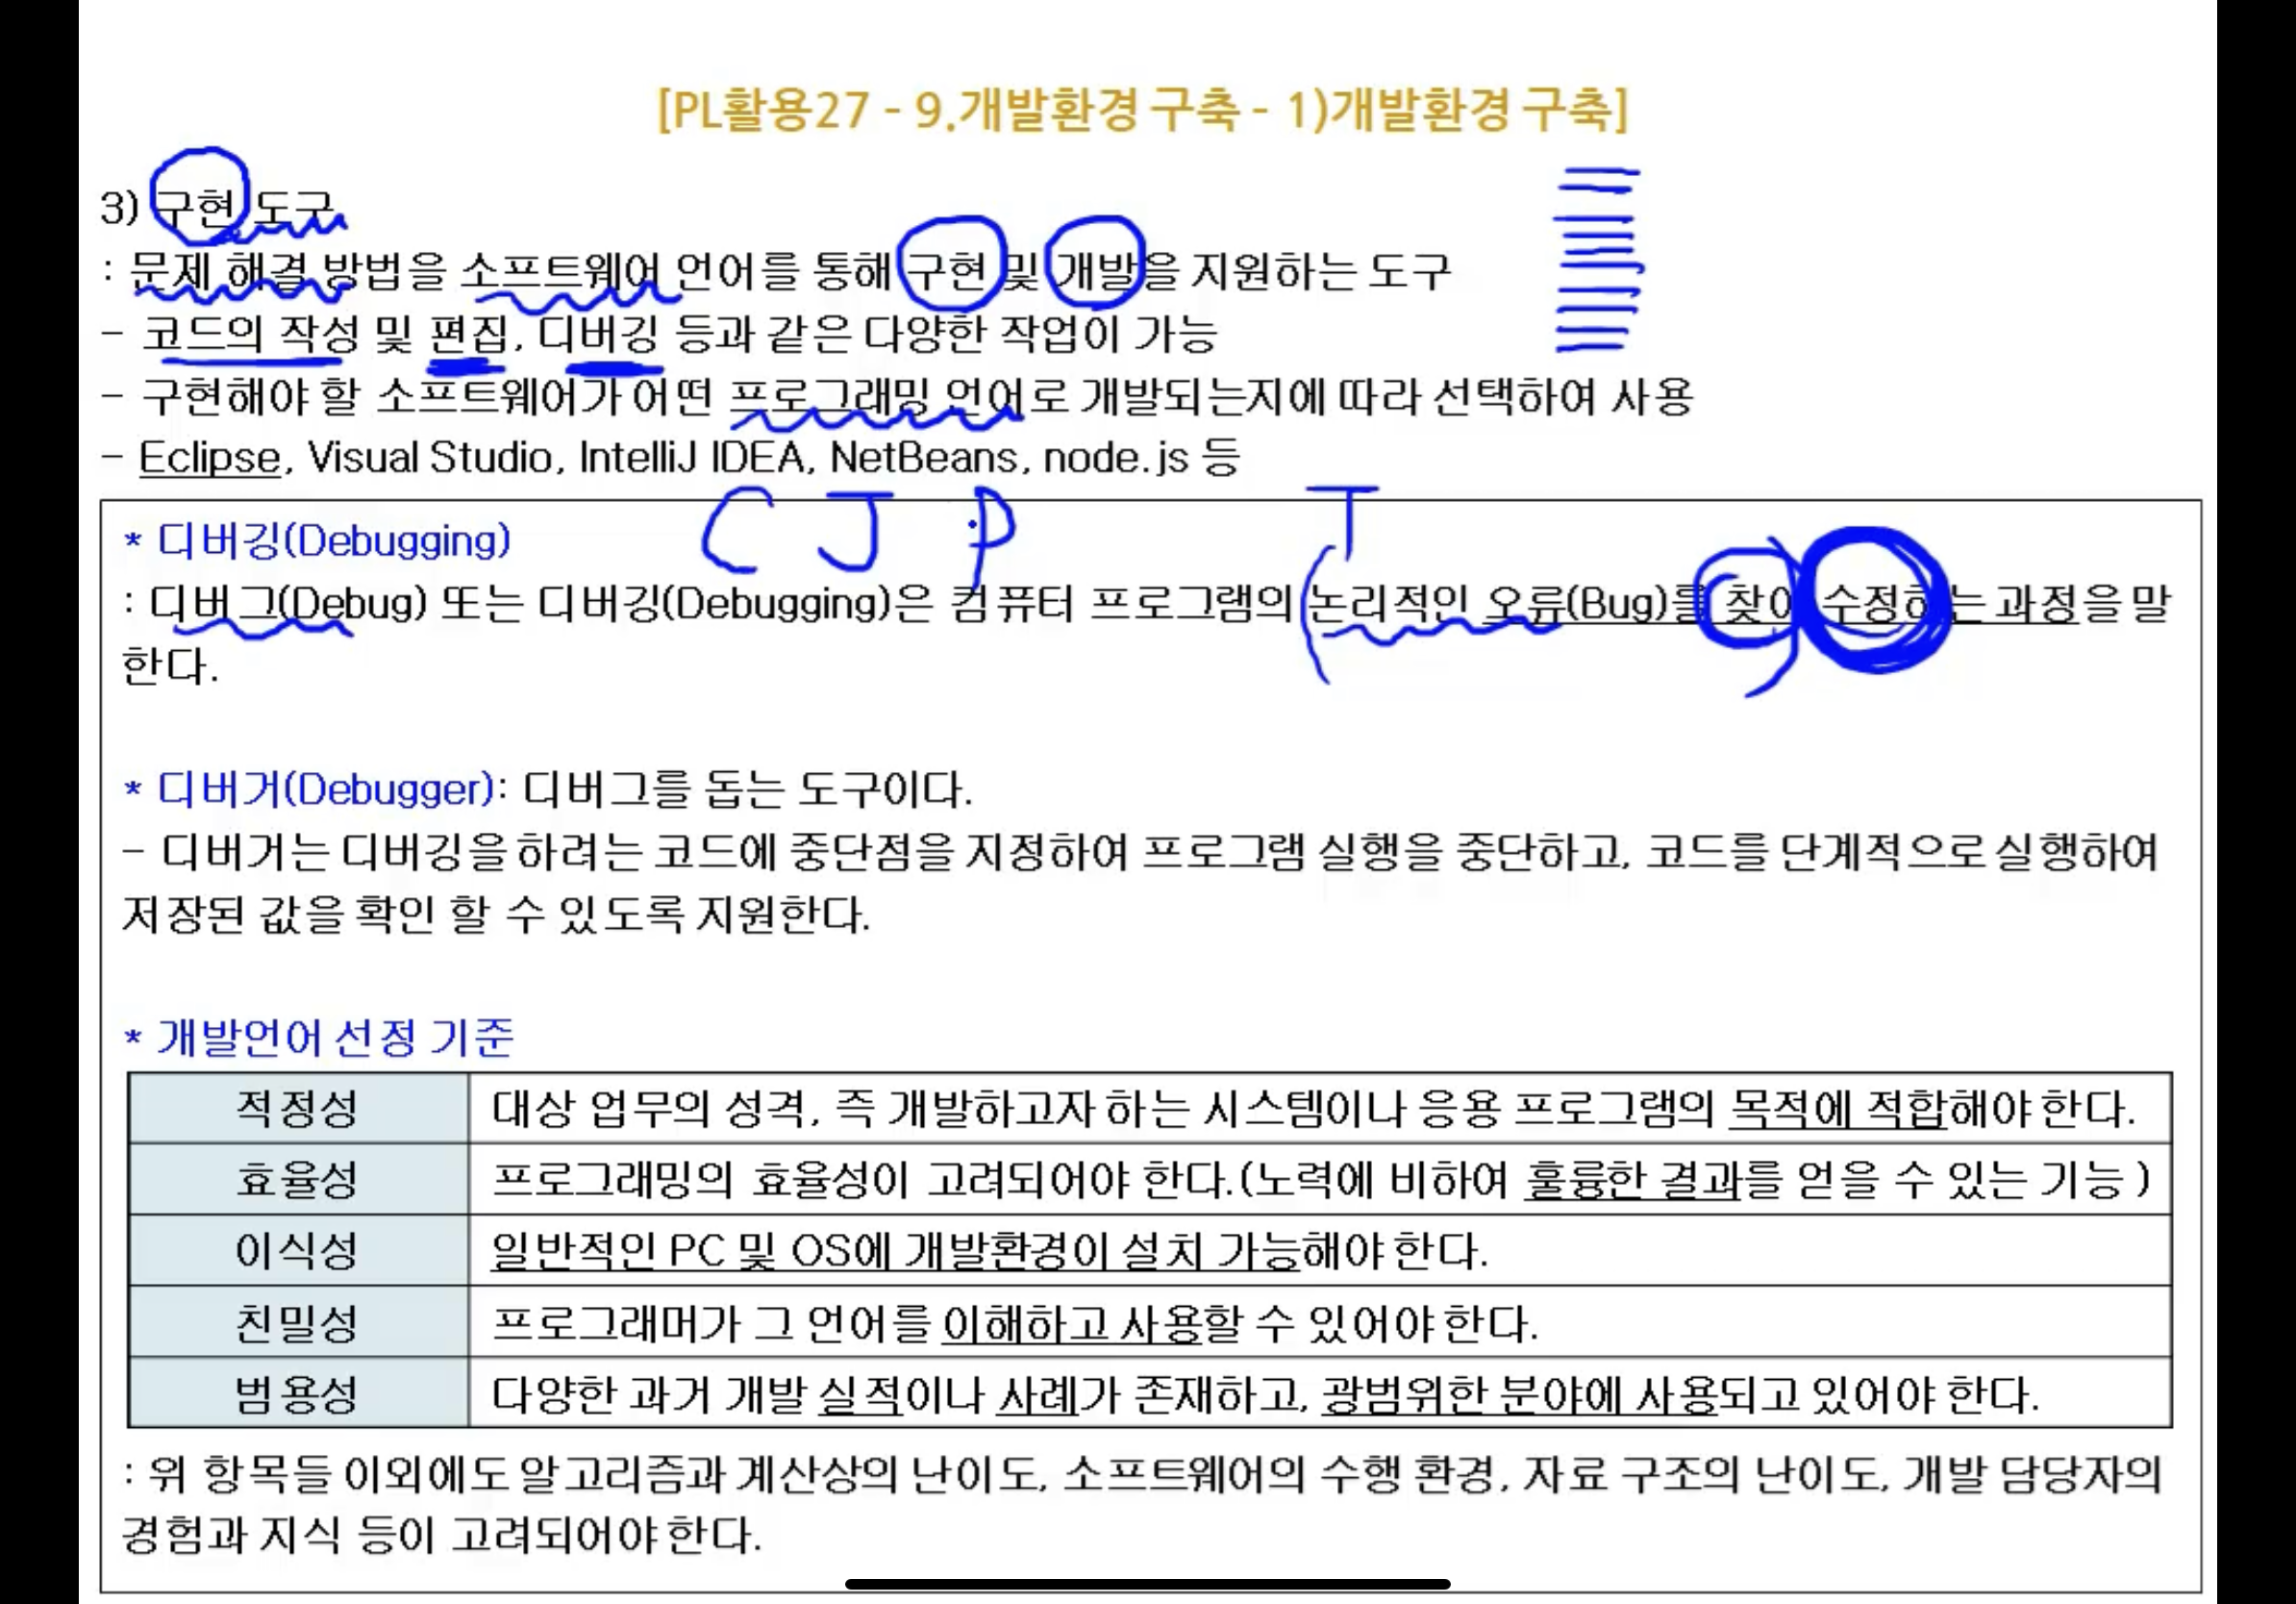 [PL활용27 - 9.개발환경 구축 - 1)개발환경 구축]
3) 구현 도구
: 문제 해결 방법을 소프트웨어 언어를 통해 구현 및 개발을 지원하는 도구
- 코드의 작성 및 편집, 디버깅 등과 같은 다양한 작업이 가능
- 구현해야 할 소프트웨어가 어떤 프로그래밍 언어로 개발되는지에 따라 선택하여 사용
- Eclipse, Visual Studio, IntelliJ IDEA, NetBeans, node.js 등
C J P T
* 디버깅(Debugging)
: 디버그(Debug) 또는 디버깅(Debugging)은 컴퓨터 프로그램의 논리적인 오류(Bug)를 찾아 수정하는 과정을 말
한다.
* 디버거(Debugger): 디버그를 돕는 도구이다.
- 디버거는 디버깅을 하려는 코드에 중단점을 지정하여 프로그램 실행을 중단하고, 코드를 단계적으로 실행하여
저장된 값을 확인 할 수 있도록 지원한다.
* 개발언어 선정 기준
적정성 대상 업무의 성격, 즉 개발하고자 하는 시스템이나 응용 프로그램의 목적에 적합해야 한다.
효율성 프로그래밍의 효율성이 고려되어야 한다.(노력에 비하여 훌륭한 결과를 얻을 수 있는 기능 )
이식성 일반적인 PC 및 OS에 개발환경이 설치 가능해야 한다.
친밀성 프로그래머가 그 언어를 이해하고 사용할 수 있어야 한다.
범용성 다양한 과거 개발 실적이나 사례가 존재하고, 광범위한 분야에 사용되고 있어야 한다.
: 위 항목들 이외에도 알고리즘과 계산상의 난이도, 소프트웨어의 수행 환경, 자료 구조의 난이도, 개발 담당자의
경험과 지식 등이 고려되어야 한다.